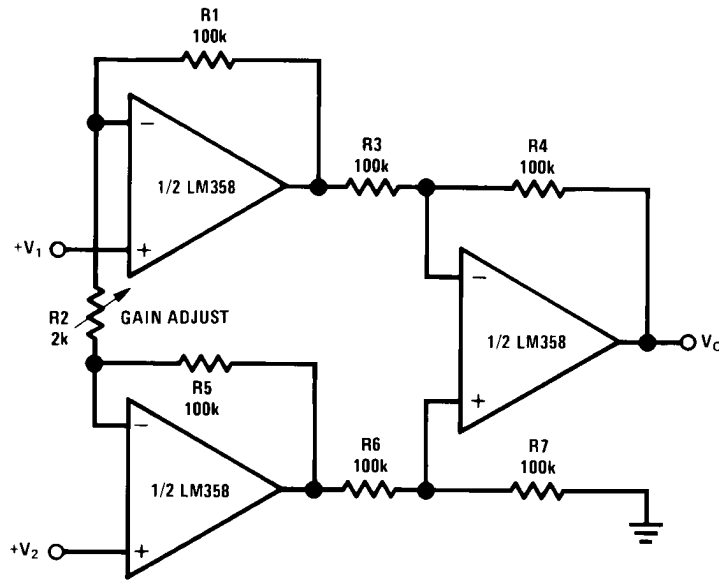 R1
100k
−
1/2 LM358
+V1
+
R3
100k
R4
100k
R2
2k
GAIN ADJUST
−
1/2 LM358
+
VO
R5
100k
−
1/2 LM358
+V2
+
R6
100k
R7
100k